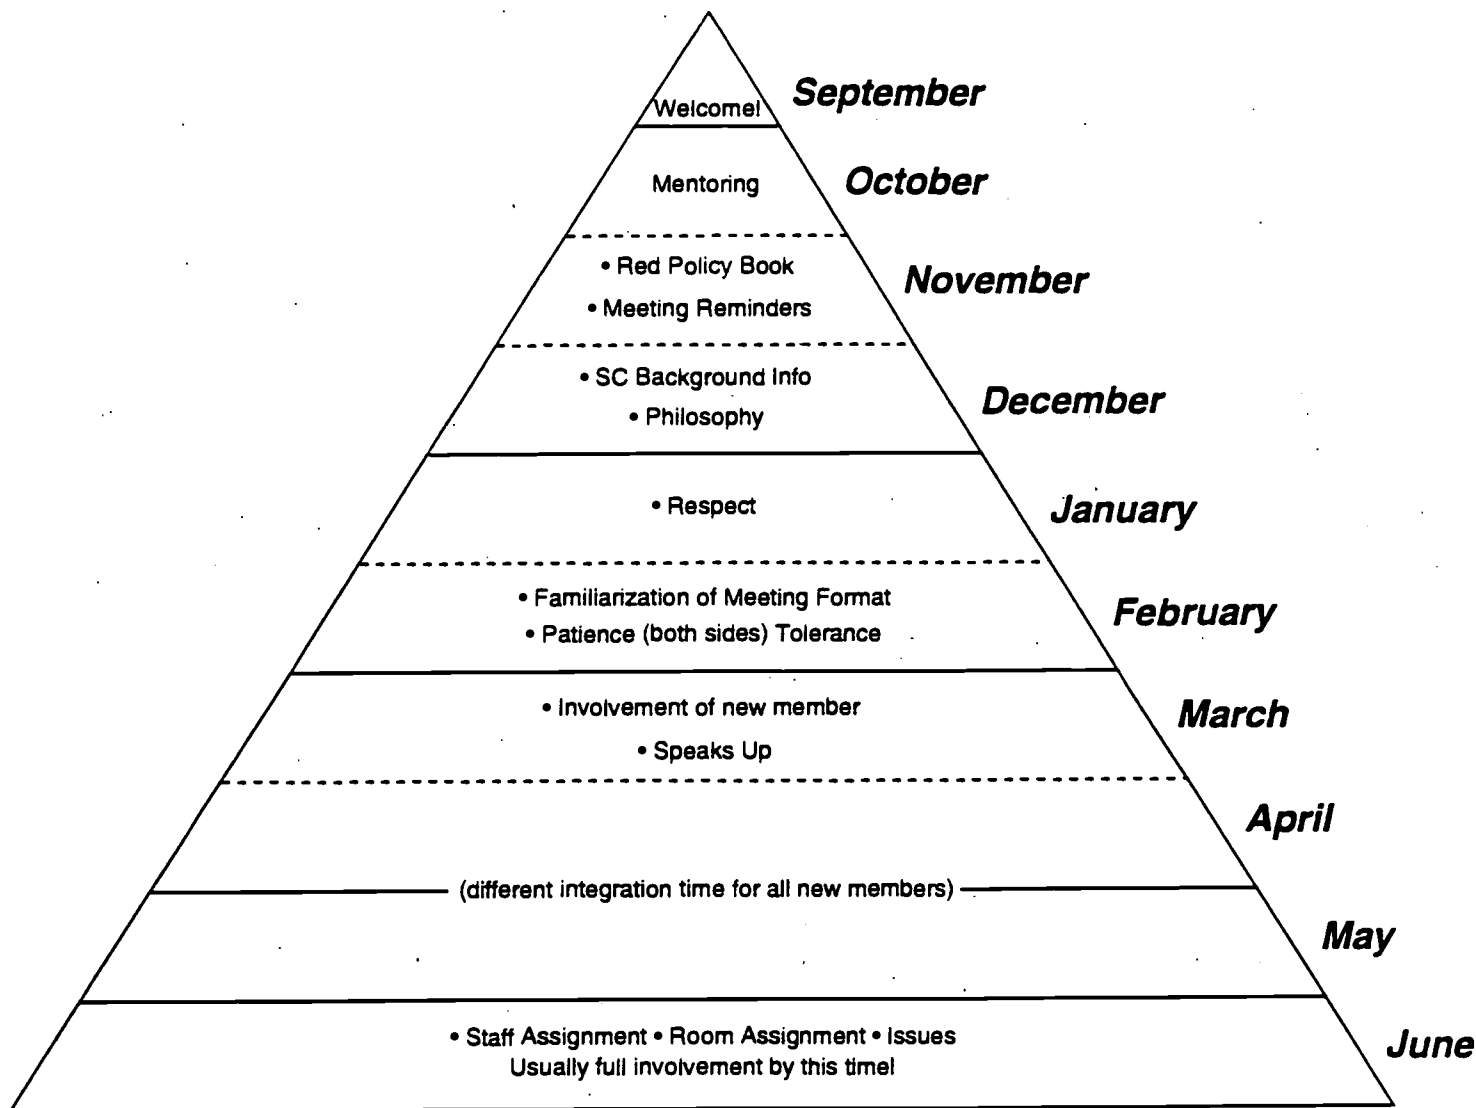 Welcome!
September
Mentoring
October
• Red Policy Book
• Meeting Reminders
November
• SC Background Info
• Philosophy
December
• Respect
January
• Familiarization of Meeting Format
• Patience (both sides) Tolerance
February
• Involvement of new member
• Speaks Up
March
April
(different integration time for all new members)
May
• Staff Assignment • Room Assignment • Issues
Usually full involvement by this time!
June